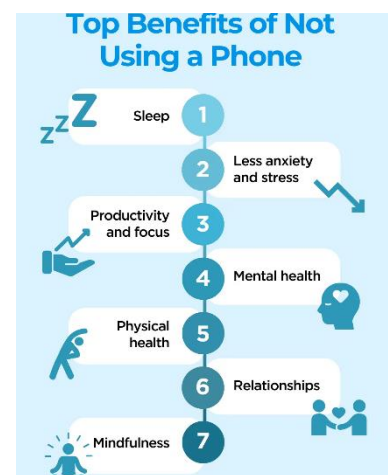 Top Benefits of Not
Using a Phone
zzZ
Sleep
1
2
Less anxiety
and stress
Productivity
and focus
3
4
Mental health
Physical
health
5
6
Relationships
Mindfulness
7